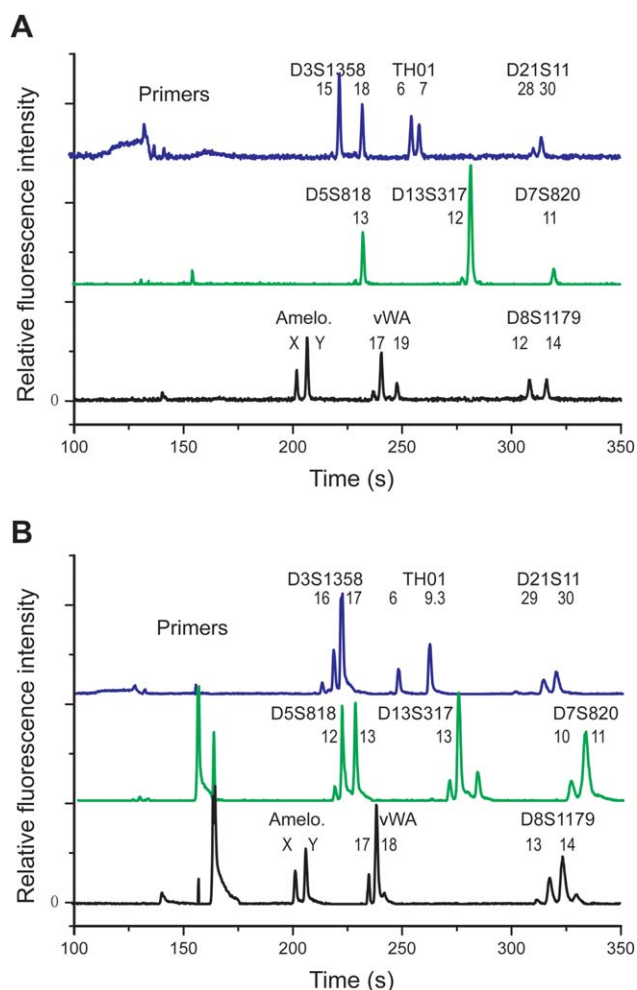 A
Relative fluorescence intensity
Primers
D3S1358 TH01 D21S11
15 18 6 7 28 30
D5S818 D13S317 D7S820
13 12 11
Amelo. vWA D8S1179
X Y 17 19 12 14
0
100 150 200 250 300 350
Time (s)
B
Relative fluorescence intensity
D3S1358 TH01 D21S11
16 17 6 9.3 29 30
Primers
D5S818 D13S317 D7S820
12 13 13 10 11
Amelo. vWA D8S1179
X Y 17 18 13 14
0
100 150 200 250 300 350
Time (s)